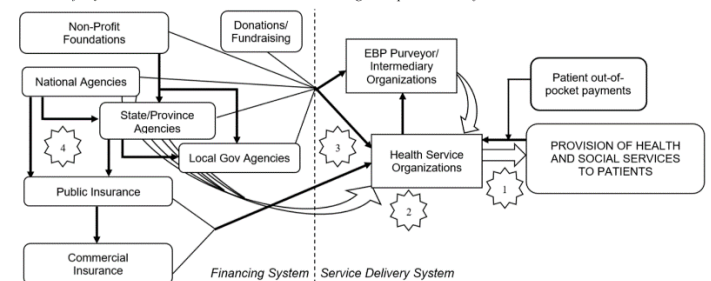 Non-Profit
Foundations
Donations/
Fundraising
EBP Purveyor/
Intermediary
Organizations
National Agencies
Patient out-of-
pocket payments
State/Province
Agencies
4
3
Local Gov Agencies
Health Service
Organizations
PROVISION OF HEALTH
AND SOCIAL SERVICES
TO PATIENTS
1
Public Insurance
2
Commercial
Insurance
Financing System
Service Delivery System